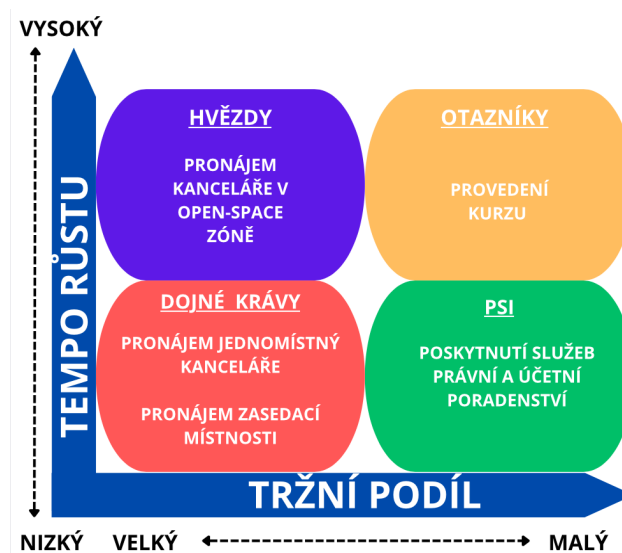 VYSOKÝ
TEMPO RŮSTU
HVĚZDY
PRONÁJEM
KANCELÁŘE V
OPEN-SPACE
ZÓNĚ
OTAZNÍKY
PROVEDENÍ
KURZU
DOJNÉ KRÁVY
PRONÁJEM JEDNOMÍSTNÝ
KANCELÁŘE
PRONÁJEM ZASEDACÍ
MÍSTNOSTI
PSI
POSKYTNUTÍ SLUŽEB
PRÁVNÍ A ÚČETNÍ
PORADENSTVÍ
TRŽNÍ PODÍL
NIZKÝ
VELKÝ
MALÝ